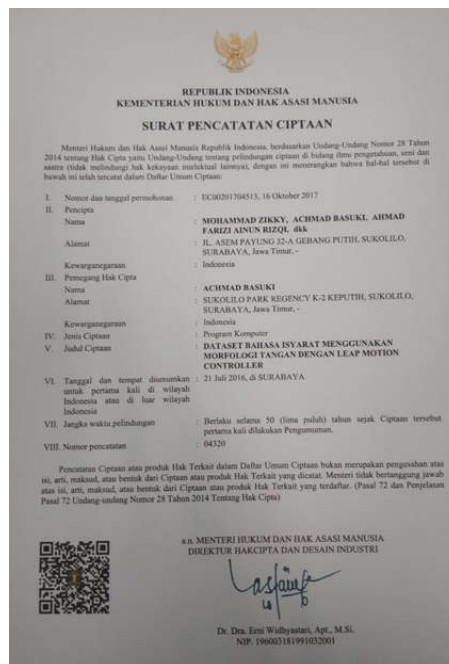 REPUBLIK INDONESIA
KEMENTERIAN HUKUM DAN HAK ASASI MANUSIA
SURAT PENCATATAN CIPTAAN
Menteri Hukum dan Hak Asasi Manusia Republik Indonesia, berdasarkan Undang-Undang Nomor 28 Tahun
2014 tentang Hak Cipta yaitu Undang-Undang tentang pelindungan ciptaan di bidang ilmu pengetahuan, seni dan
sastra (tidak melindungi hak kekayaan intelektual lainnya), dengan ini menerangkan bahwa hal-hal tersebut di
bawah ini telah tercatat dalam Daftar Umum Ciptaan:
I. Nomor dan tanggal permohonan : EC00201704513, 16 Oktober 2017
II. Pencipta
Nama : MOHAMMAD ZIKKY, ACHMAD BASUKI, AHMAD
FARIZI AINUN RIZQI, dkk
Alamat : JL. ASEM PAYUNG 32-A GEBANG PUTIH, SUKOLILO,
SURABAYA, Jawa Timur, -
Kewarganegaraan : Indonesia
III. Pemegang Hak Cipta
Nama : ACHMAD BASUKI
Alamat : SUKOLILO PARK REGENCY K-2 KEPUTIH, SUKOLILO,
SURABAYA, Jawa Timur, -
Kewarganegaraan : Indonesia
IV. Jenis Ciptaan : Program Komputer
V. Judul Ciptaan : DATASET BAHASA ISYARAT MENGGUNAKAN
MORFOLOGI TANGAN DENGAN LEAP MOTION
CONTROLLER
VI. Tanggal dan tempat diumumkan : 21 Juli 2016, di SURABAYA
untuk pertama kali di wilayah
Indonesia atau di luar wilayah
Indonesia
VII. Jangka waktu pelindungan : Berlaku selama 50 (lima puluh) tahun sejak Ciptaan tersebut
pertama kali dilakukan Pengumuman.
VIII. Nomor pencatatan : 04320
Pencatatan Ciptaan atau produk Hak Terkait dalam Daftar Umum Ciptaan bukan merupakan pengesahan atas
isi, arti, maksud, atau bentuk dari Ciptaan atau produk Hak Terkait yang dicatat. Menteri tidak bertanggung jawab
atas isi, arti, maksud, atau bentuk dari Ciptaan atau produk Hak Terkait yang terdaftar. (Pasal 72 dan Penjelasan
Pasal 72 Undang-undang Nomor 28 Tahun 2014 Tentang Hak Cipta)
a.n. MENTERI HUKUM DAN HAK ASASI MANUSIA
DIREKTUR HAKCIPTA DAN DESAIN INDUSTRI
Dr. Dra. Erni Widhyastari, Apt., M.Si.
NIP. 196003181991032001